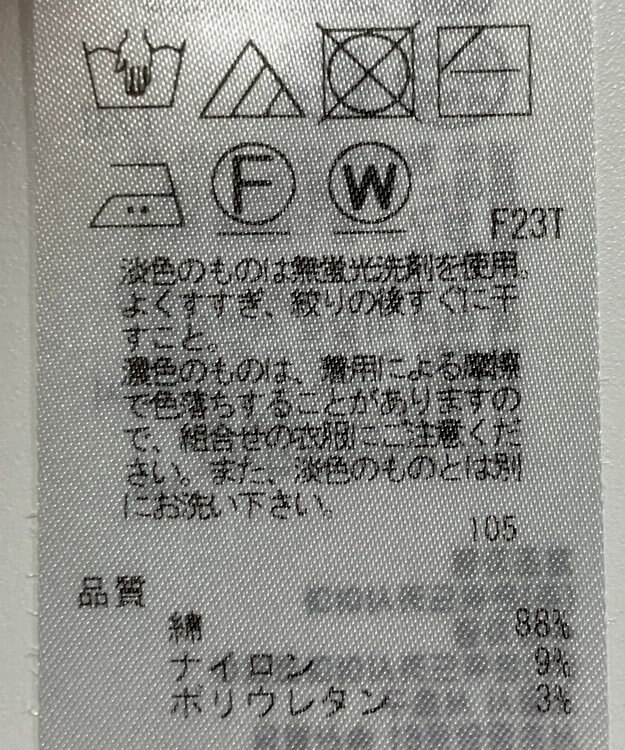 F W
F23T
淡色のものは無蛍光洗剤を使用。
よくすすぎ、絞りの後すぐに干
すこと。
濃色のものは、着用による摩擦
で色落ちすることがありますの
で、組合せの衣服にご注意くだ
さい。また、淡色のものとは別
にお洗い下さい。
105
品質
綿 88%
ナイロン 9%
ポリウレタン 3%